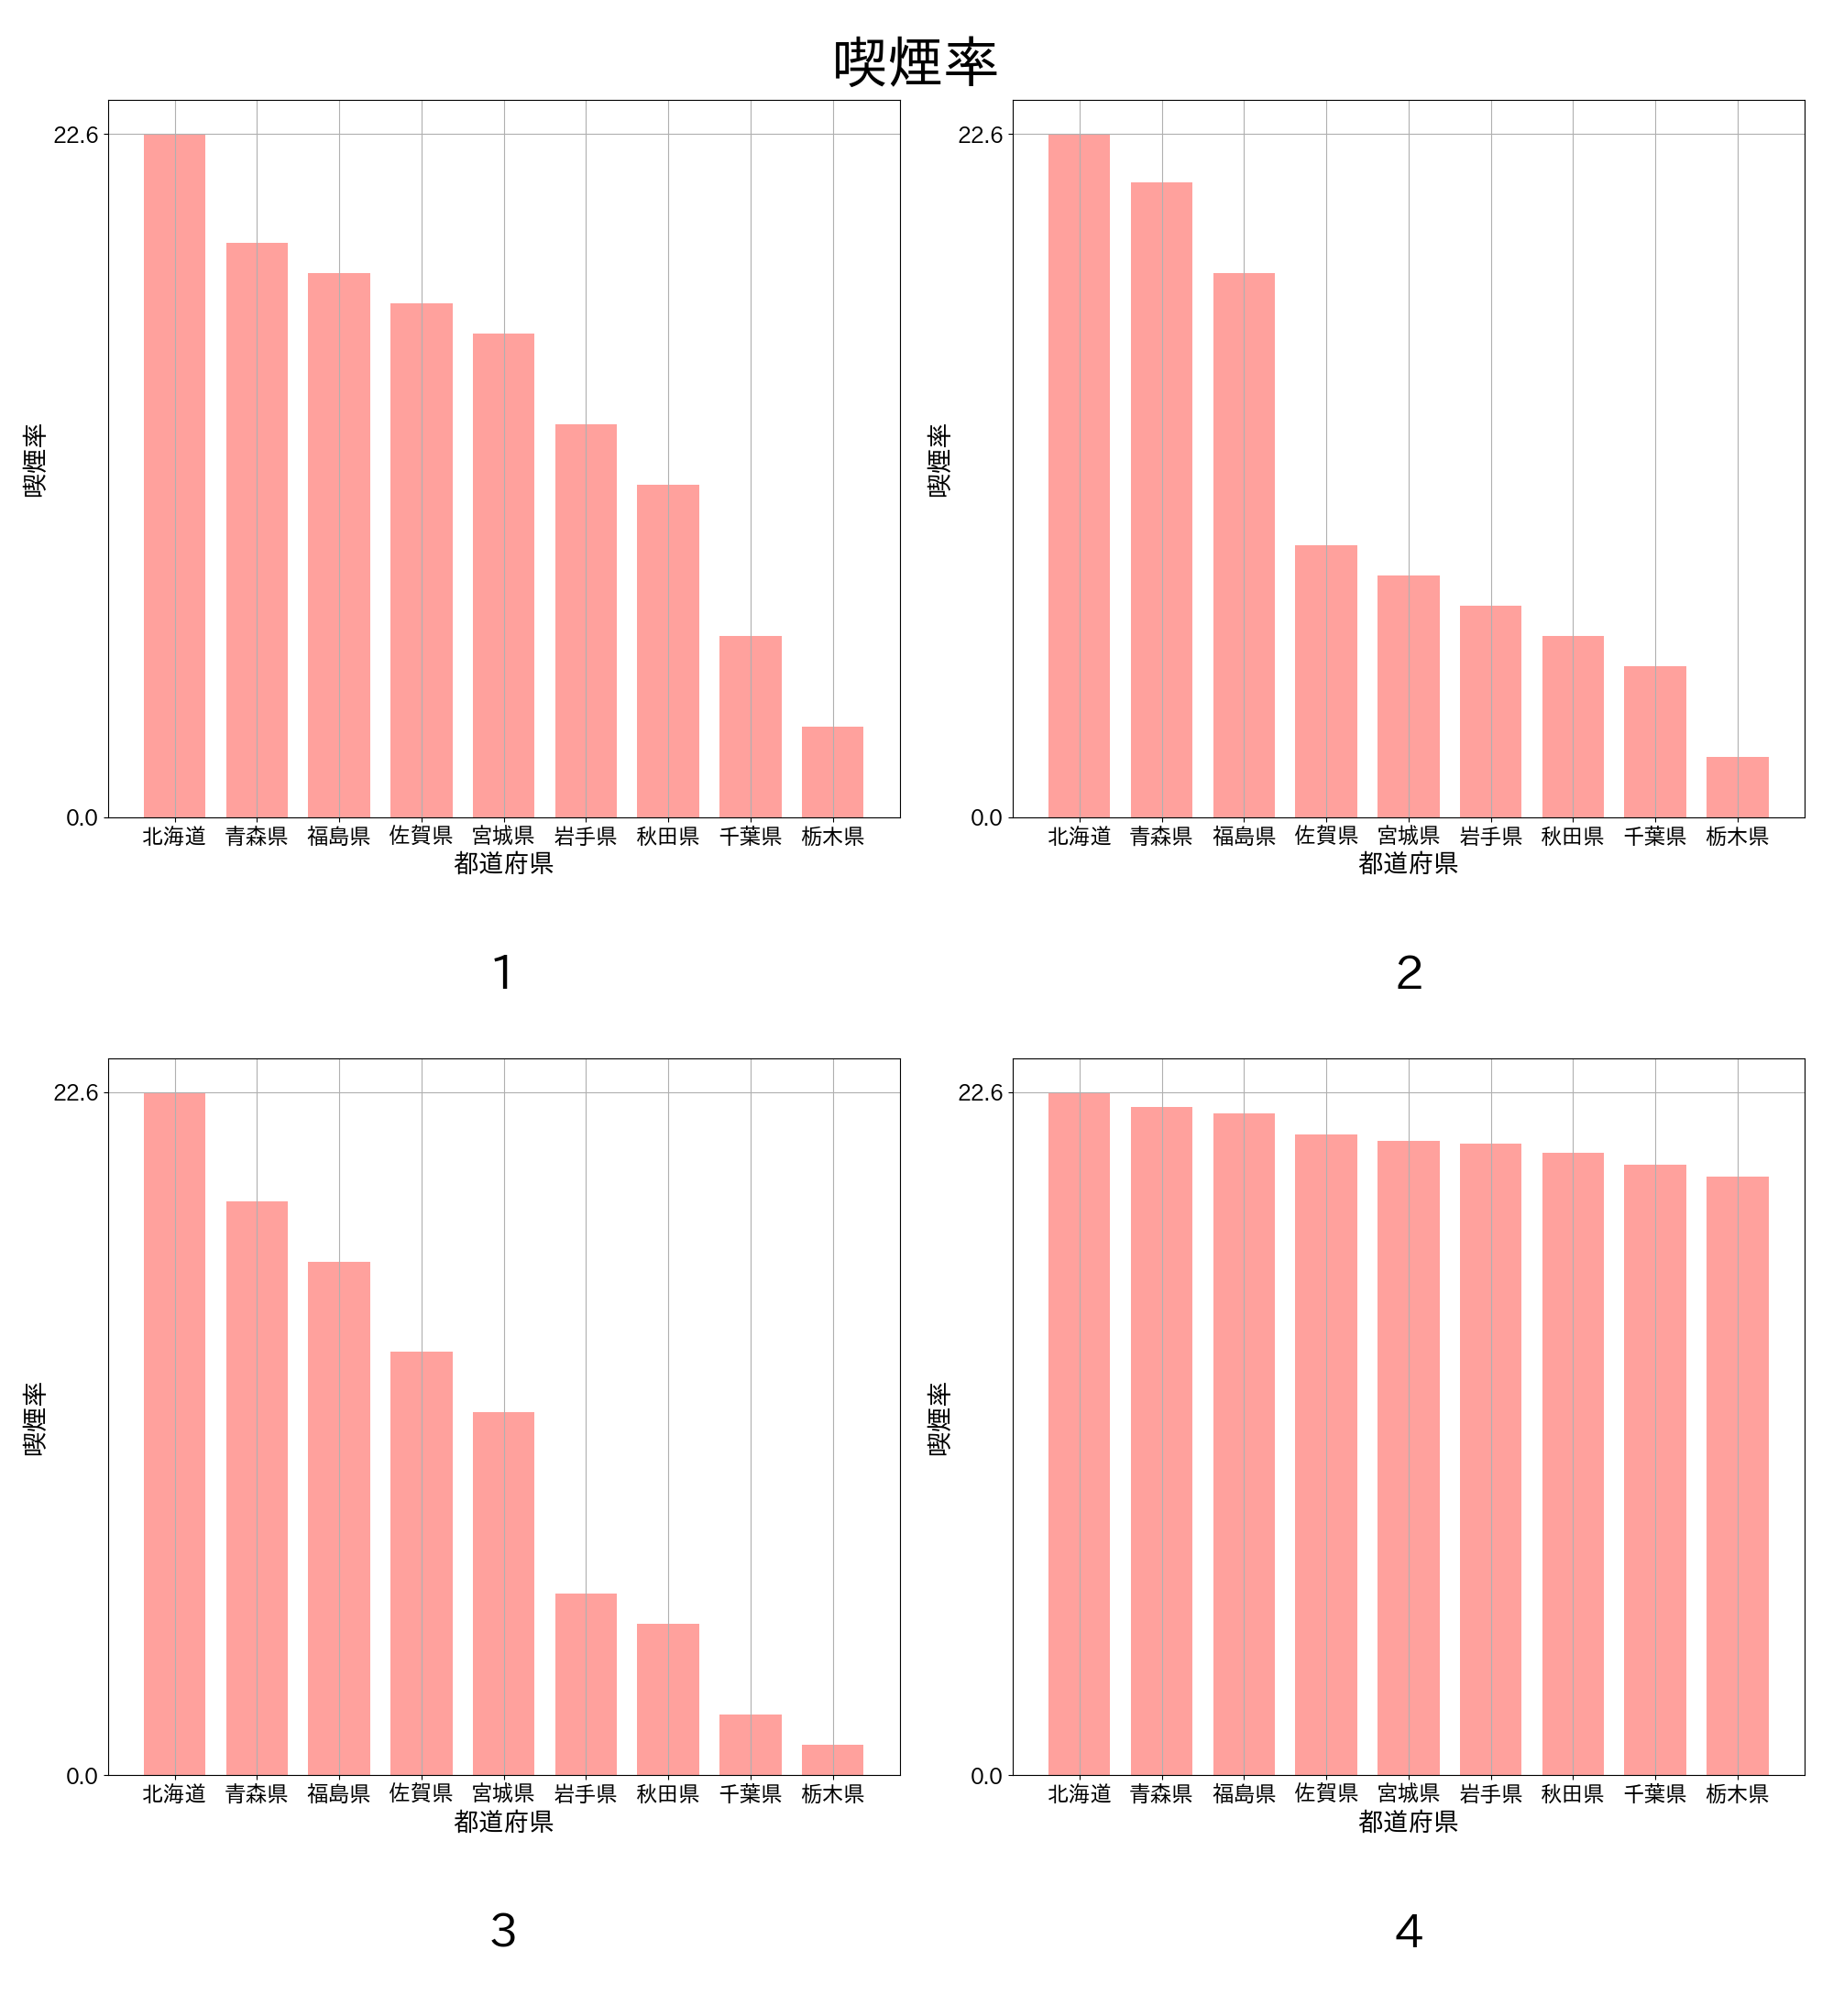 喫煙率
22.6
0.0
喫煙率
北海道 青森県 福島県 佐賀県 宮城県 岩手県 秋田県 千葉県 栃木県
都道府県
1
22.6
0.0
喫煙率
北海道 青森県 福島県 佐賀県 宮城県 岩手県 秋田県 千葉県 栃木県
都道府県
2
22.6
0.0
喫煙率
北海道 青森県 福島県 佐賀県 宮城県 岩手県 秋田県 千葉県 栃木県
都道府県
3
22.6
0.0
喫煙率
北海道 青森県 福島県 佐賀県 宮城県 岩手県 秋田県 千葉県 栃木県
都道府県
4